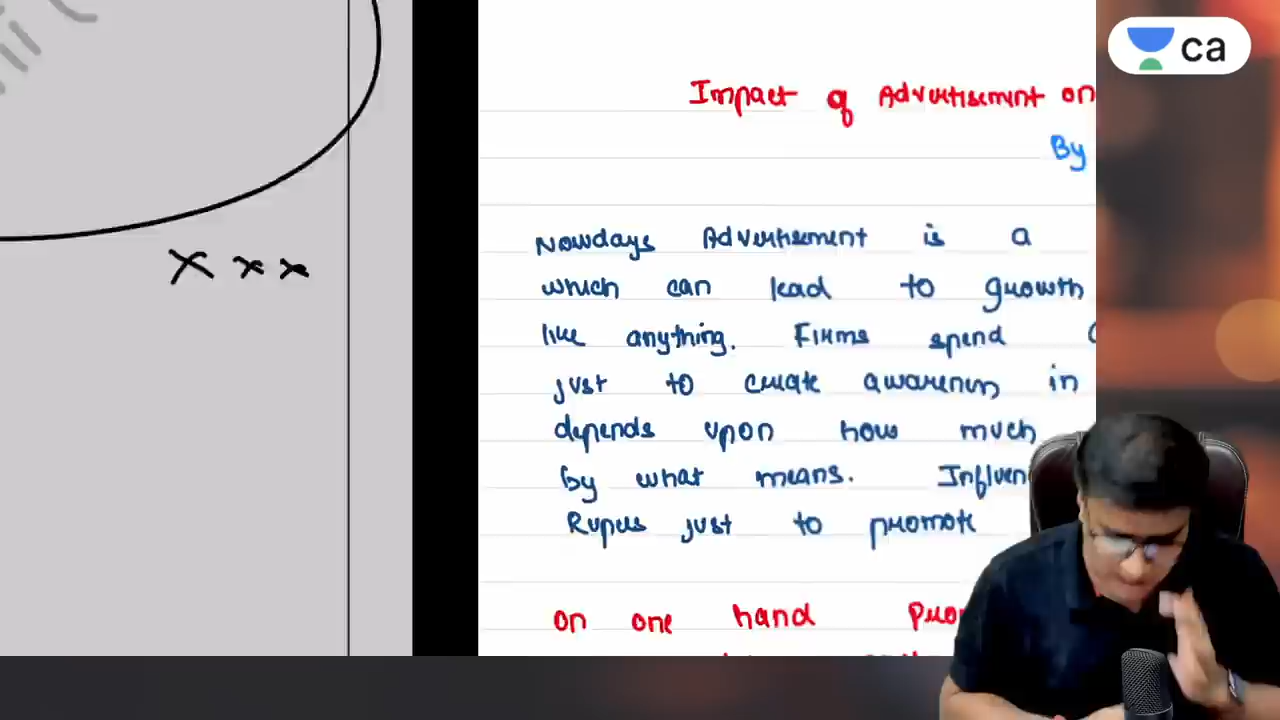 ca
Impact of Advertisement on
By
Nowdays Advertisement is a
which can lead to growth
like anything. Firms spend
just to create awareness in
depends upon how much
by what means. Influen
Rupees just to promote
on one hand
x x x